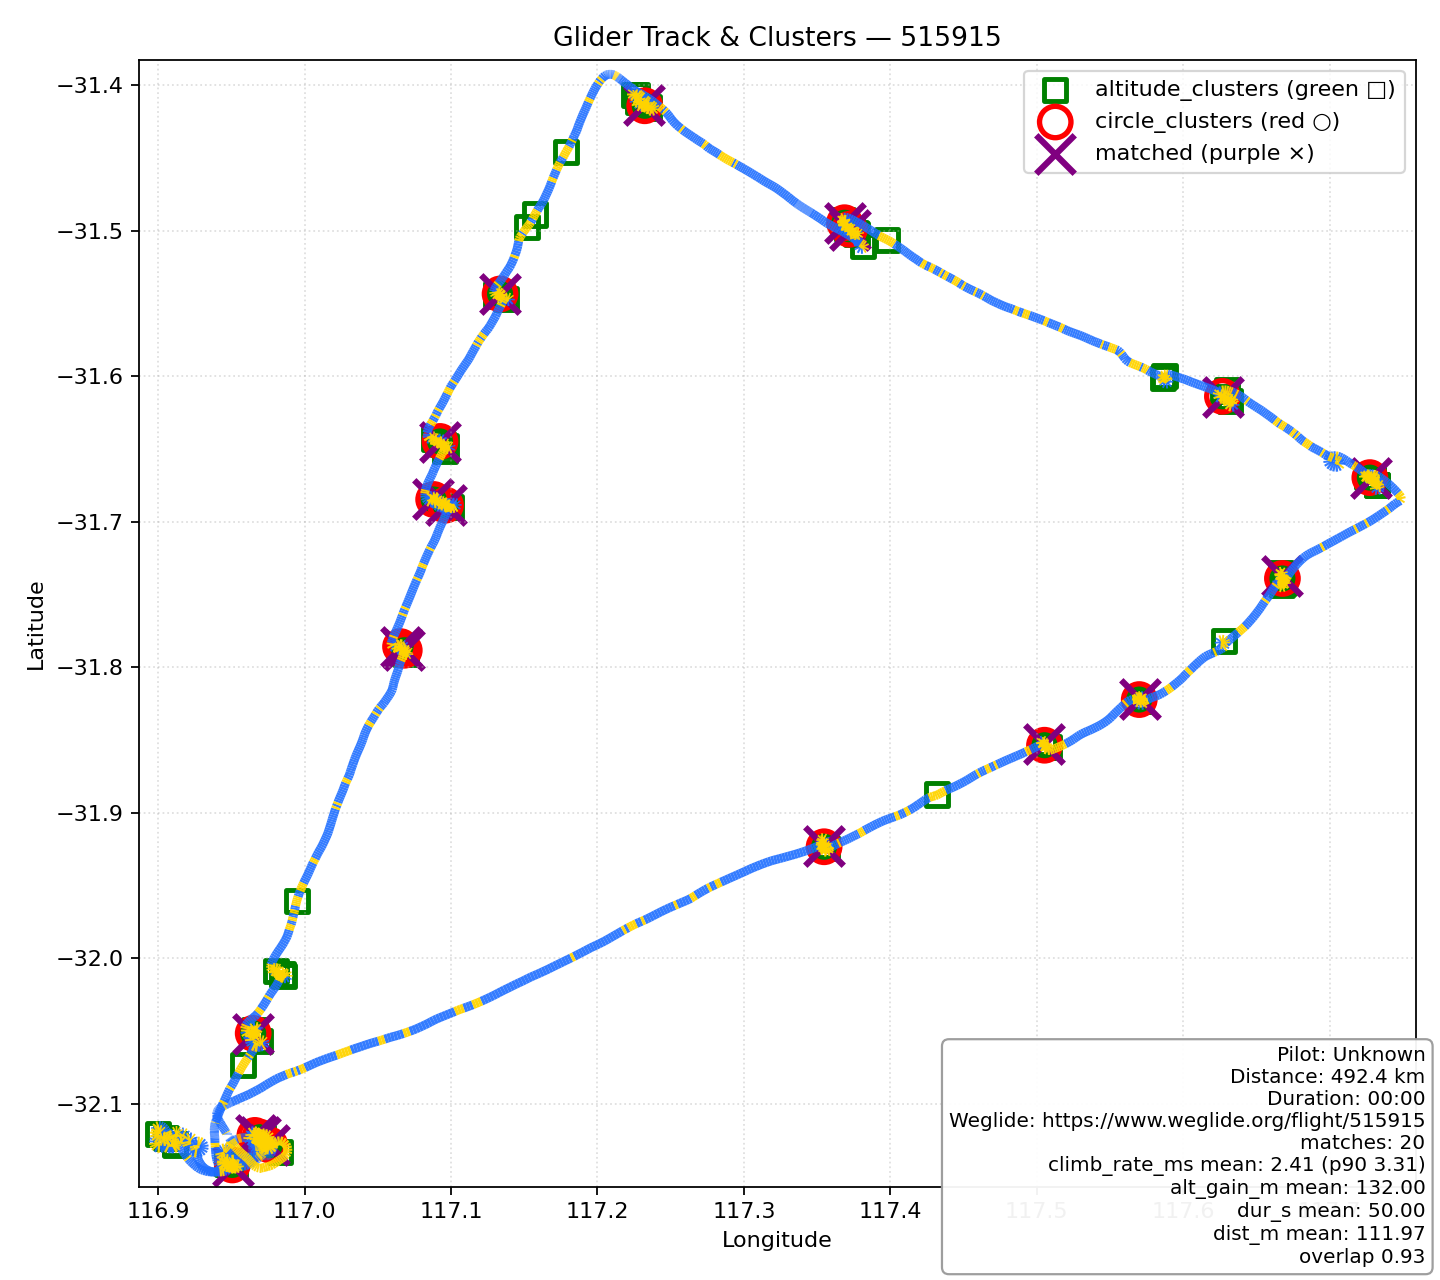 Glider Track & Clusters — 515915
altitude_clusters (green □)
circle_clusters (red ○)
matched (purple ×)
−31.4
−31.5
−31.6
−31.7
−31.8
−31.9
−32.0
−32.1
Latitude
Pilot: Unknown
Distance: 492.4 km
Duration: 00:00
Weglide: https://www.weglide.org/flight/515915
matches: 20
climb_rate_ms mean: 2.41 (p90 3.31)
alt_gain_m mean: 132.00
dur_s mean: 50.00
dist_m mean: 111.97
overlap 0.93
116.9 117.0 117.1 117.2 117.3 117.4 117.5 117.6
Longitude